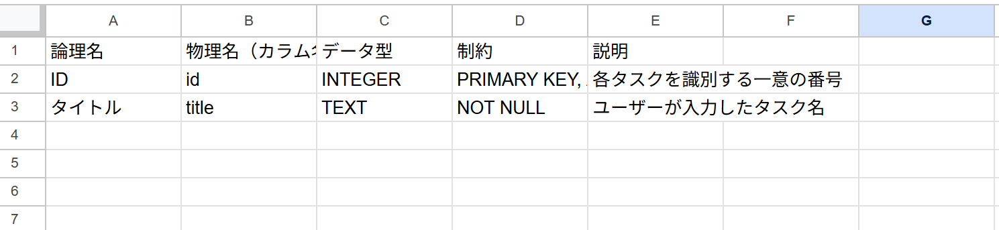 A B C D E F G
1 論理名 物理名（カラム データ型 制約 説明
2 ID id INTEGER PRIMARY KEY, 各タスクを識別する一意の番号
3 タイトル title TEXT NOT NULL ユーザーが入力したタスク名
4
5
6
7